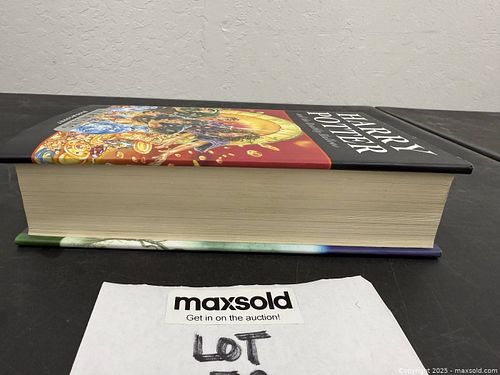 HARRY
POTTER
maxsold
Get in on the auction!
LOT
Copyright 2025 - maxsold.com